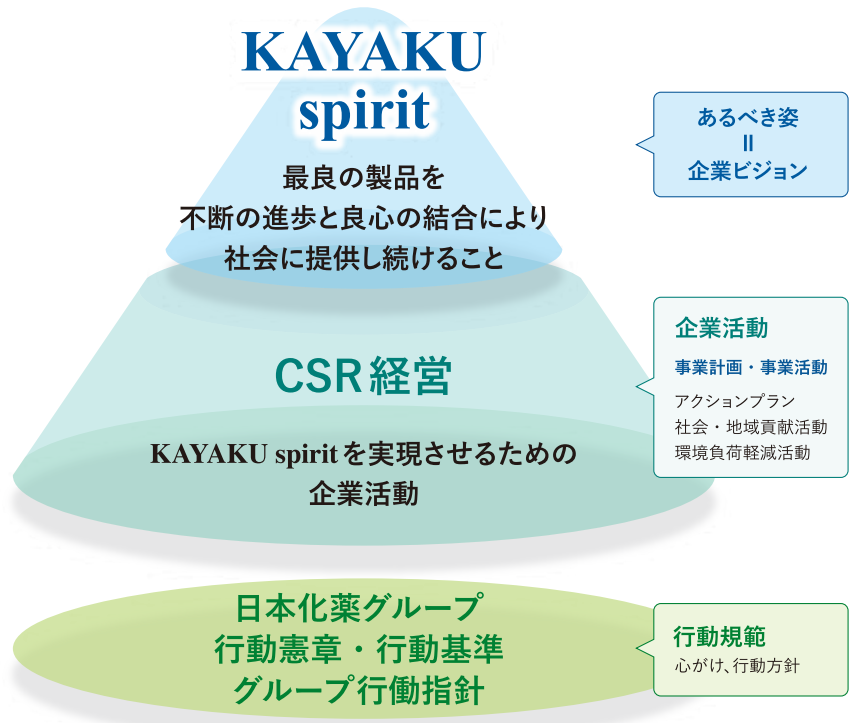 KAYAKU
spirit
最良の製品を
不断の進歩と良心の結合により
社会に提供し続けること
あるべき姿
=
企業ビジョン
CSR経営
KAYAKU spiritを実現させるための
企業活動
企業活動
事業計画・事業活動
アクションプラン
社会・地域貢献活動
環境負荷軽減活動
日本化薬グループ
行動憲章・行動基準
グループ行働指針
行動規範
心がけ、行動方針